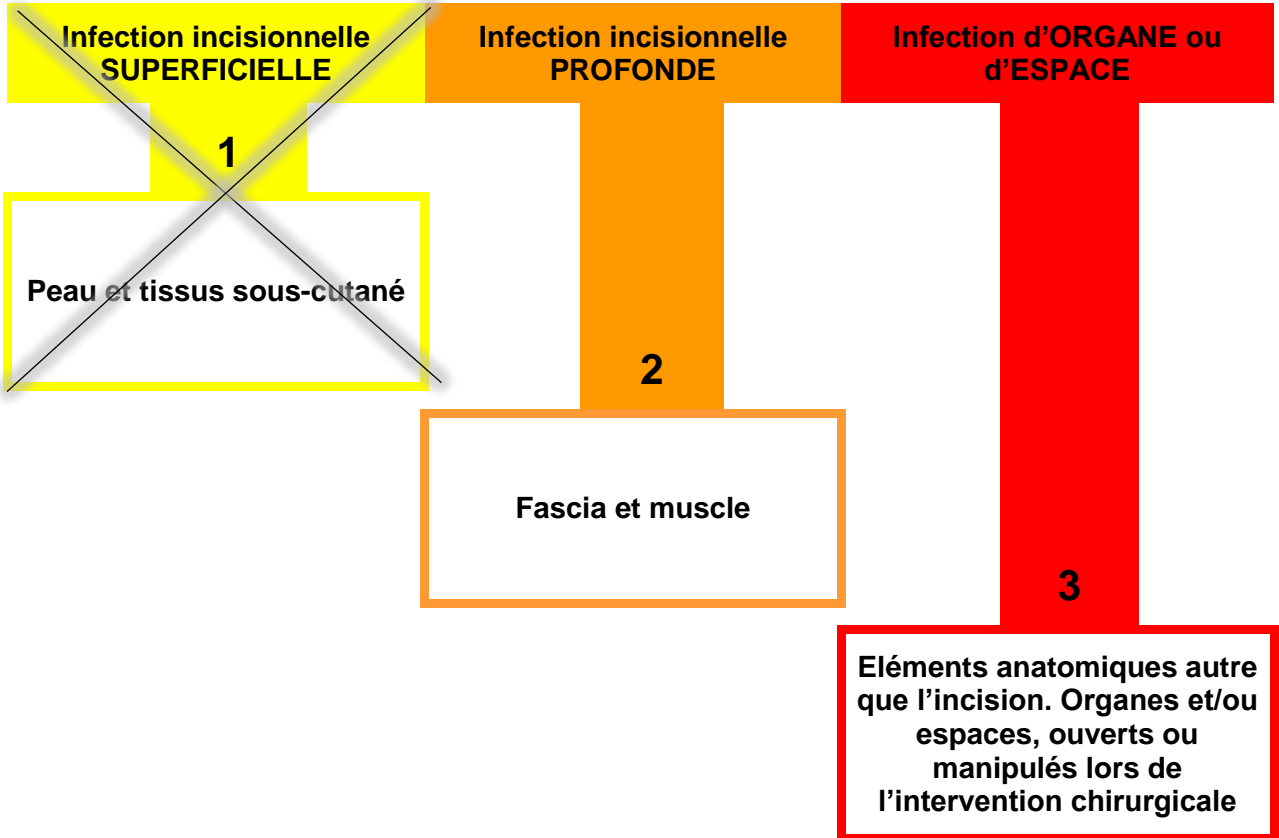 Infection incisionnelle
SUPERFICIELLE
1
Peau et tissus sous-cutané
Infection incisionnelle
PROFONDE
2
Fascia et muscle
Infection d’ORGANE ou
d’ESPACE
3
Eléments anatomiques autre
que l’incision. Organes et/ou
espaces, ouverts ou
manipulés lors de
l’intervention chirurgicale